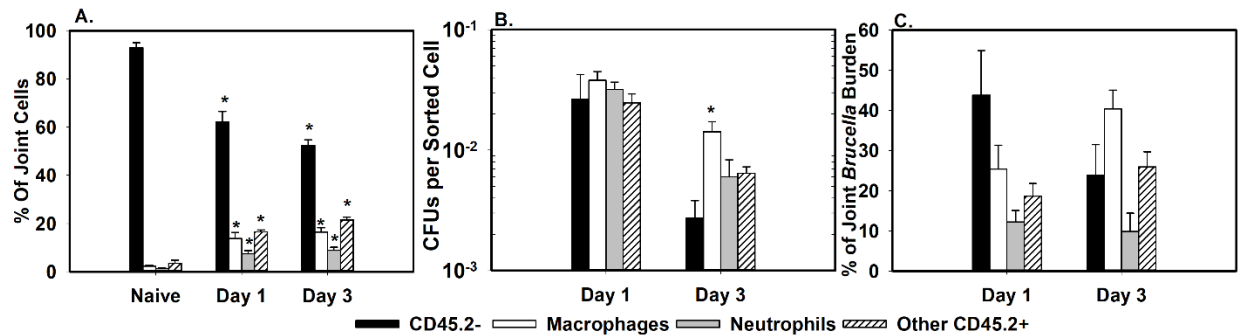 A.
% Of Joint Cells
100
80
60
40
20
0
*
*
*
*
*
*
*
*
Naive
Day 1
Day 3
B.
CFUs per Sorted Cell
10-1
10-2
10-3
*
Day 1
Day 3
C.
% of Joint Brucella Burden
60
50
40
30
20
10
0
Day 1
Day 3
CD45.2- Macrophages Neutrophils Other CD45.2+